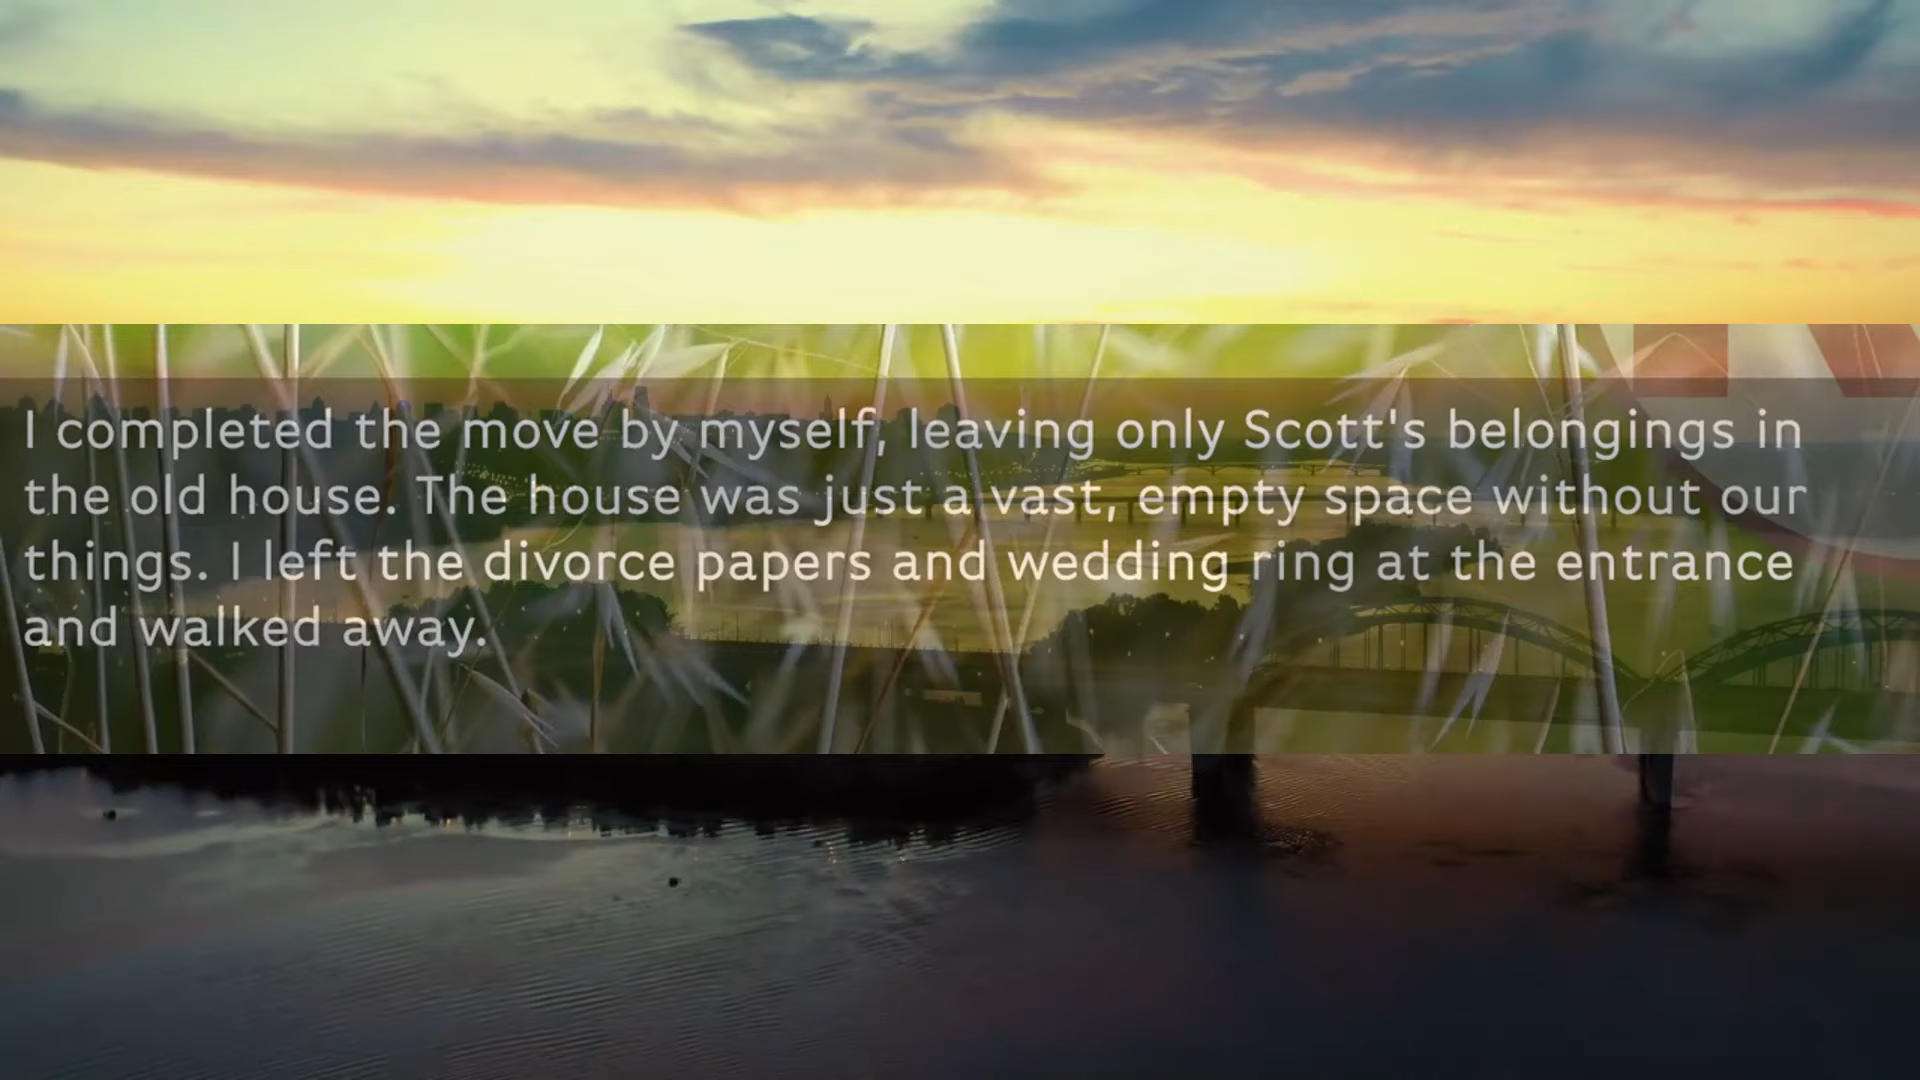 I completed the move by myself, leaving only Scott's belongings in
the old house. The house was just a vast, empty space without our
things. I left the divorce papers and wedding ring at the entrance
and walked away.